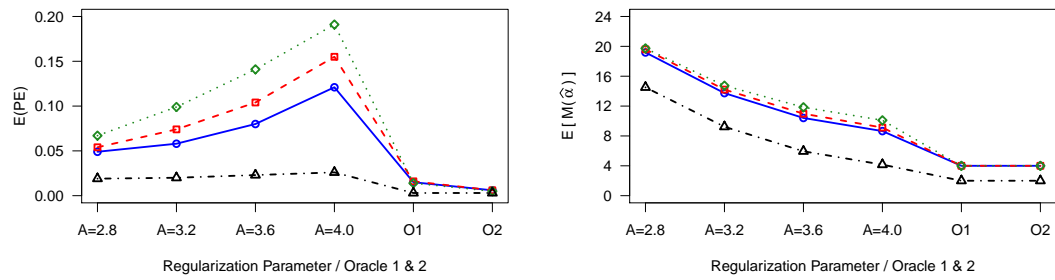 0.20
0.15
0.10
0.05
0.00
E(PE)
A=2.8 A=3.2 A=3.6 A=4.0 O1 O2
Regularization Parameter / Oracle 1 & 2
24
20
16
12
8
4
0
E [ M(α̂) ]
A=2.8 A=3.2 A=3.6 A=4.0 O1 O2
Regularization Parameter / Oracle 1 & 2